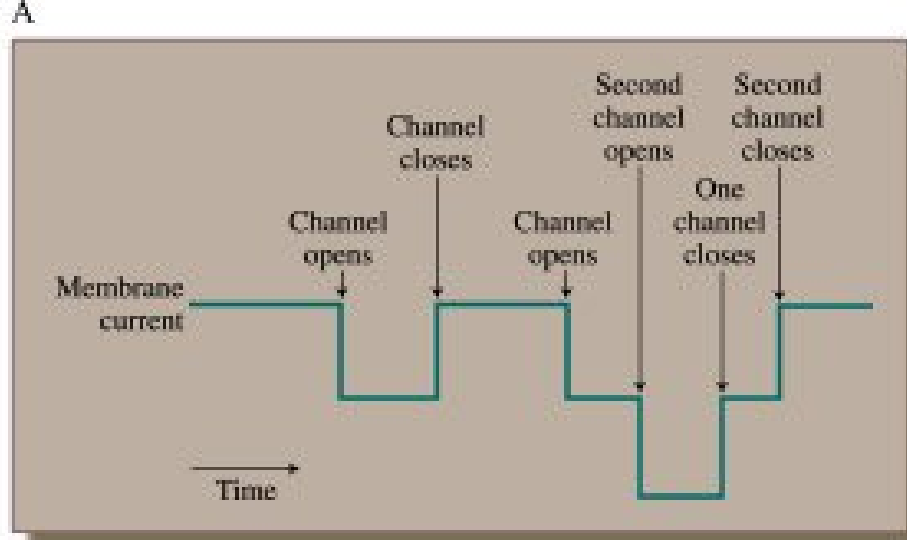 A
Second
channel
opens
Second
channel
closes
Channel
closes
One
channel
closes
Channel
opens
Channel
opens
Membrane
current
Time